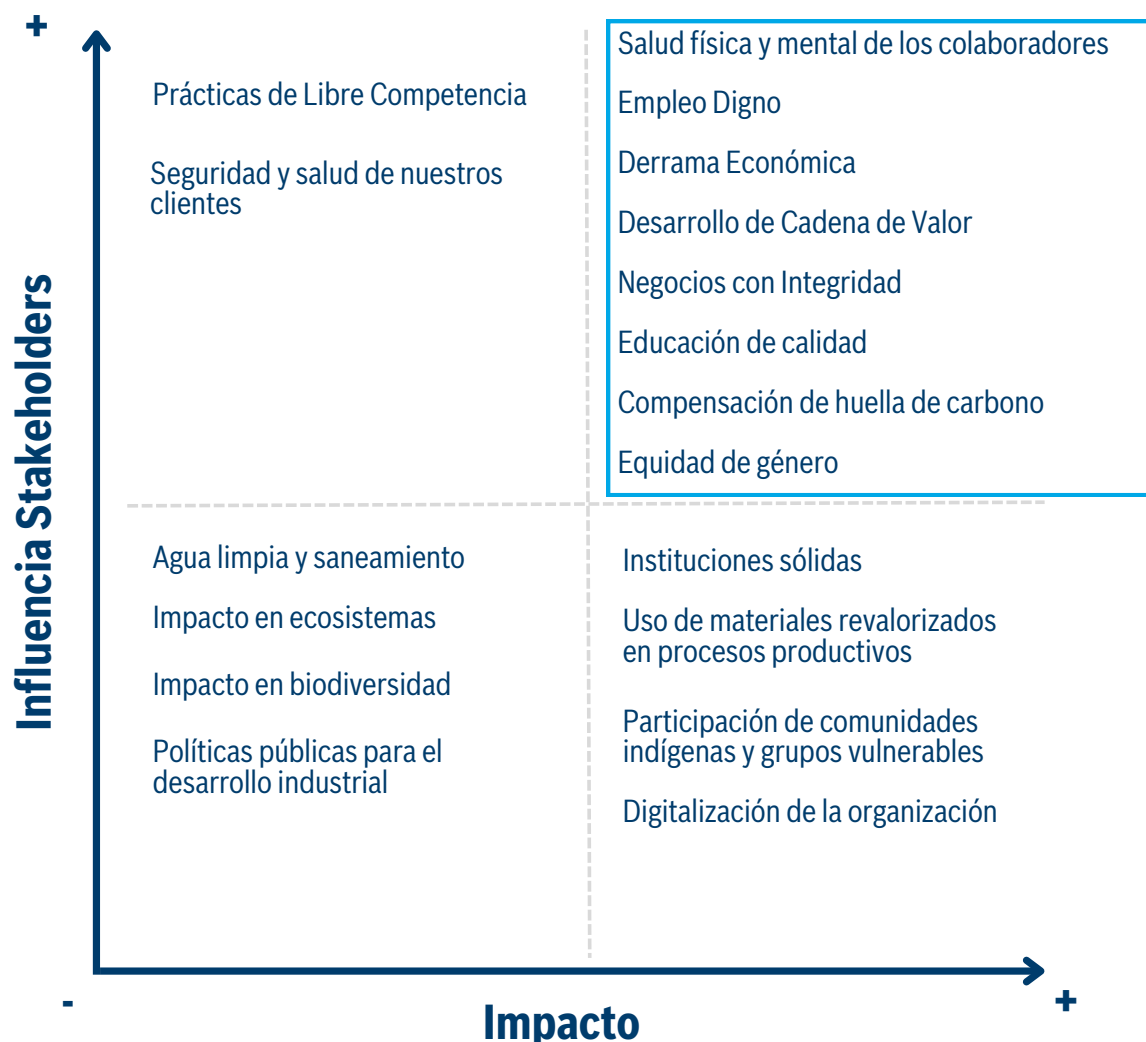 +
Prácticas de Libre Competencia
Seguridad y salud de nuestros
clientes
Salud física y mental de los colaboradores
Empleo Digno
Derrama Económica
Desarrollo de Cadena de Valor
Negocios con Integridad
Educación de calidad
Compensación de huella de carbono
Equidad de género
Influencia Stakeholders
Agua limpia y saneamiento
Impacto en ecosistemas
Impacto en biodiversidad
Políticas públicas para el
desarrollo industrial
Instituciones sólidas
Uso de materiales revalorizados
en procesos productivos
Participación de comunidades
indígenas y grupos vulnerables
Digitalización de la organización
-
Impacto
+